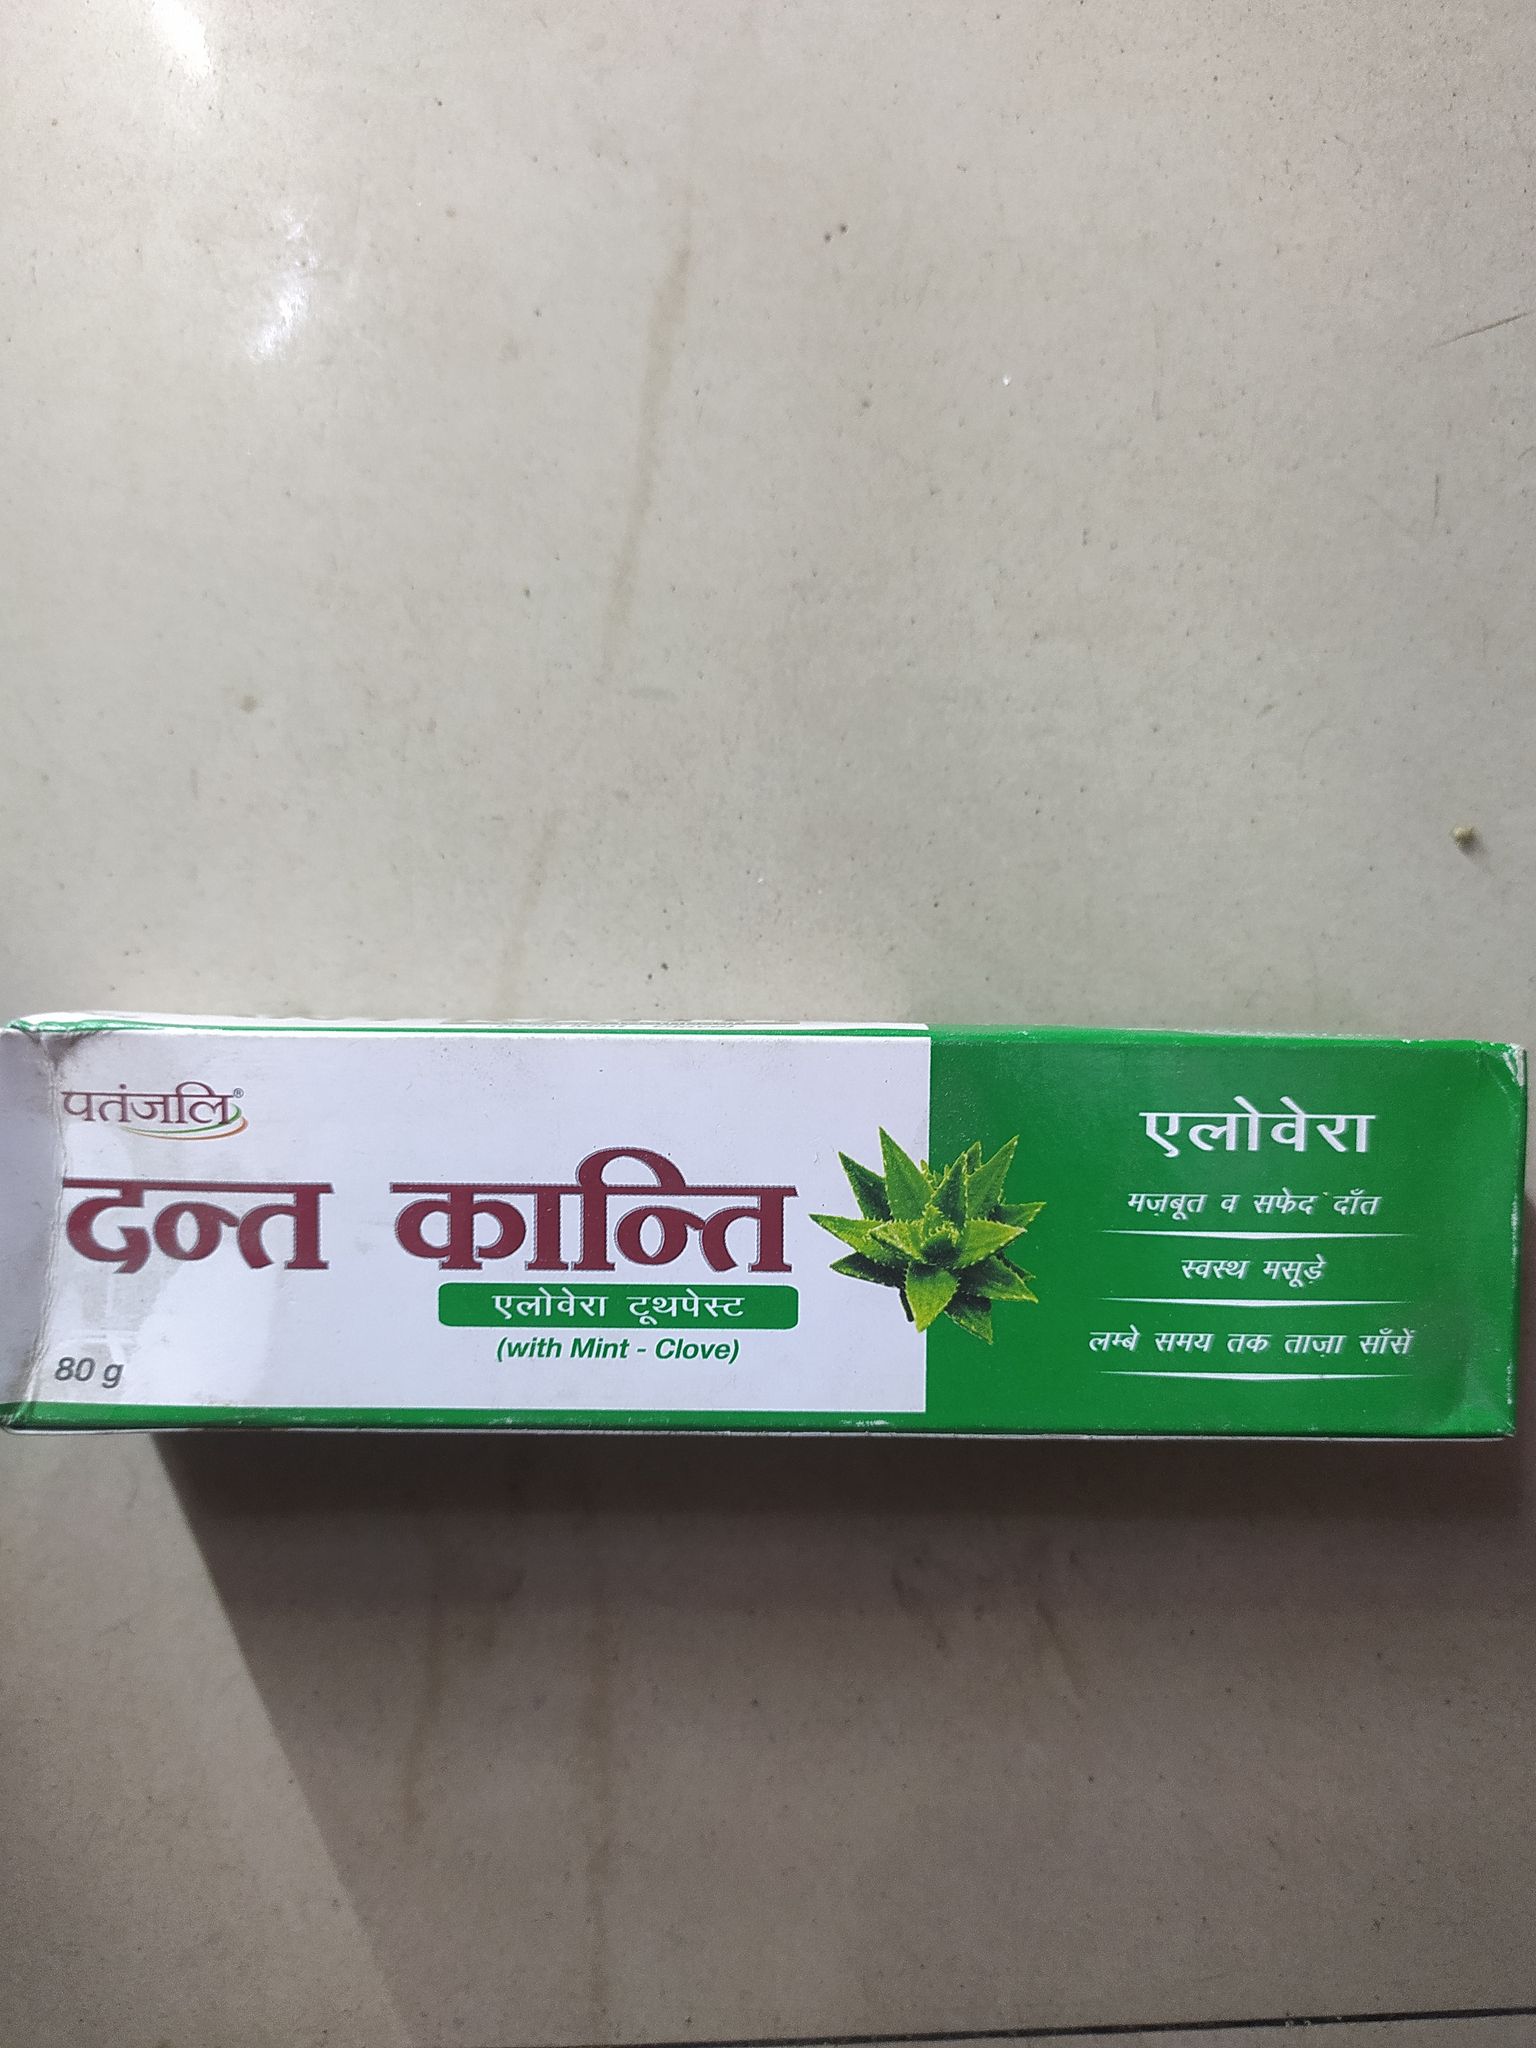 पतंजलि®
दन्त कान्ति
एलोवेरा टूथपेस्ट
(with Mint - Clove)
80 g
एलोवेरा
मज़बूत व सफेद दाँत
स्वस्थ मसूड़े
लम्बे समय तक ताज़ा साँसें